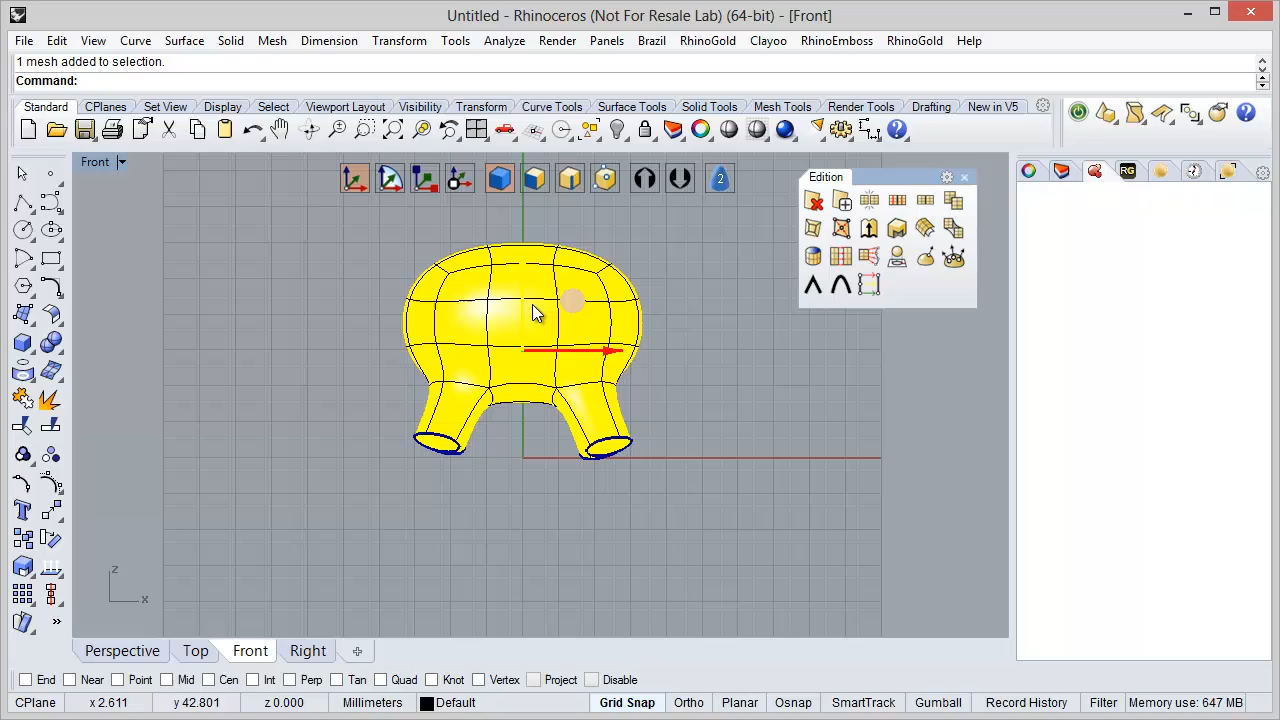 Untitled - Rhinoceros (Not For Resale Lab) (64-bit) - [Front]
File Edit View Curve Surface Solid Mesh Dimension Transform Tools Analyze Render Panels Brazil RhinoGold Clayoo RhinoEmboss RhinoGold Help
1 mesh added to selection.
Command:
Standard CPlanes Set View Display Select Viewport Layout Visibility Transform Curve Tools Surface Tools Solid Tools Mesh Tools Render Tools Drafting New in V5
Front
Edition
RG
2
z
x
Perspective Top Front Right
End Near Point Mid Cen Int Perp Tan Quad Knot Vertex Project Disable
CPlane x 2.611 y 42.801 z 0.000 Millimeters Default Grid Snap Ortho Planar Osnap SmartTrack Gumball Record History Filter Memory use: 647 MB